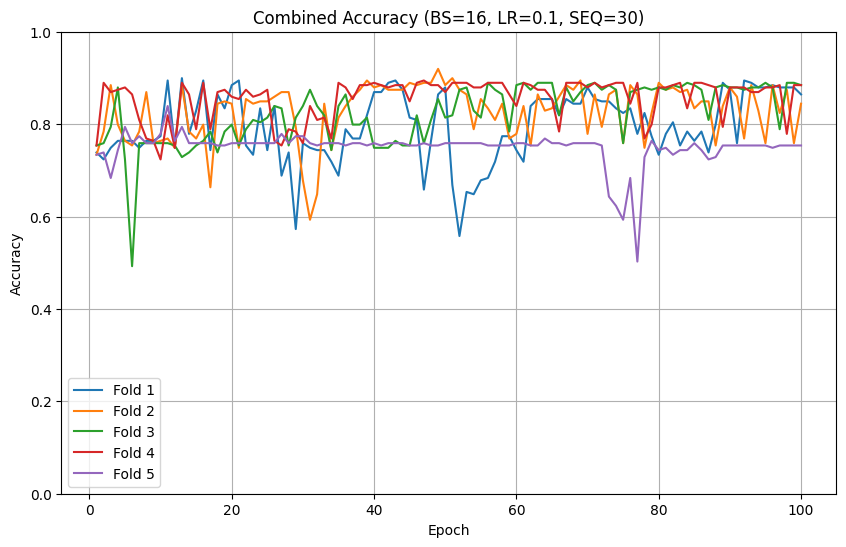 Combined Accuracy (BS=16, LR=0.1, SEQ=30)
1.0
0.8
0.6
0.4
0.2
0.0
Accuracy
Fold 1
Fold 2
Fold 3
Fold 4
Fold 5
0 20 40 60 80 100
Epoch